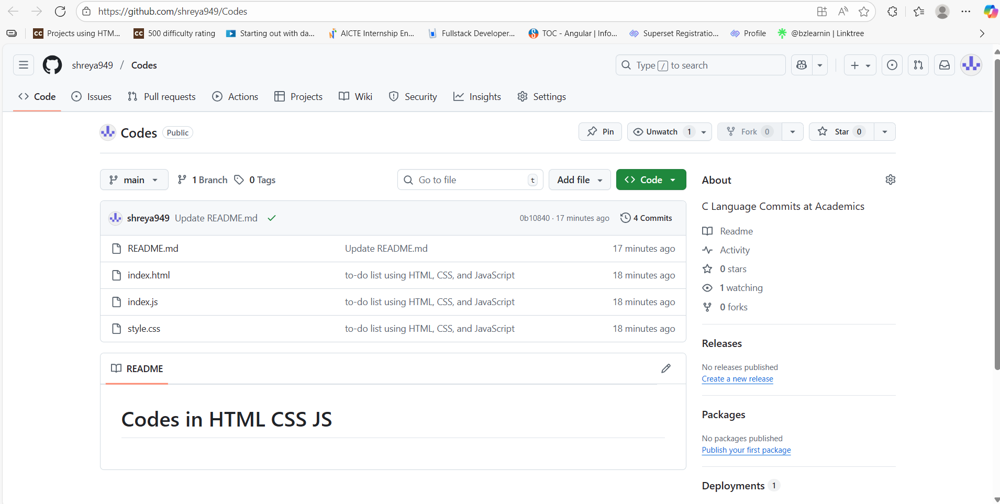 https://github.com/shreya949/Codes
Projects using HTM... 500 difficulty rating Starting out with da... AICTE Internship En... Fullstack Developer... TOC - Angular | Info... Superset Registratio... Profile @bzlearnin | Linktree
shreya949 / Codes Type / to search
Code Issues Pull requests Actions Projects Wiki Security Insights Settings
Codes Public Pin Unwatch 1 Fork 0 Star 0
main 1 Branch 0 Tags Go to file t Add file Code
About
C Language Commits at Academics
shreya949 Update README.md 0b10840 · 17 minutes ago 4 Commits
README.md Update README.md 17 minutes ago
index.html to-do list using HTML, CSS, and JavaScript 18 minutes ago
index.js to-do list using HTML, CSS, and JavaScript 18 minutes ago
style.css to-do list using HTML, CSS, and JavaScript 18 minutes ago
Readme
Activity
0 stars
1 watching
0 forks
README
Codes in HTML CSS JS
Releases
No releases published
Create a new release
Packages
No packages published
Publish your first package
Deployments 1